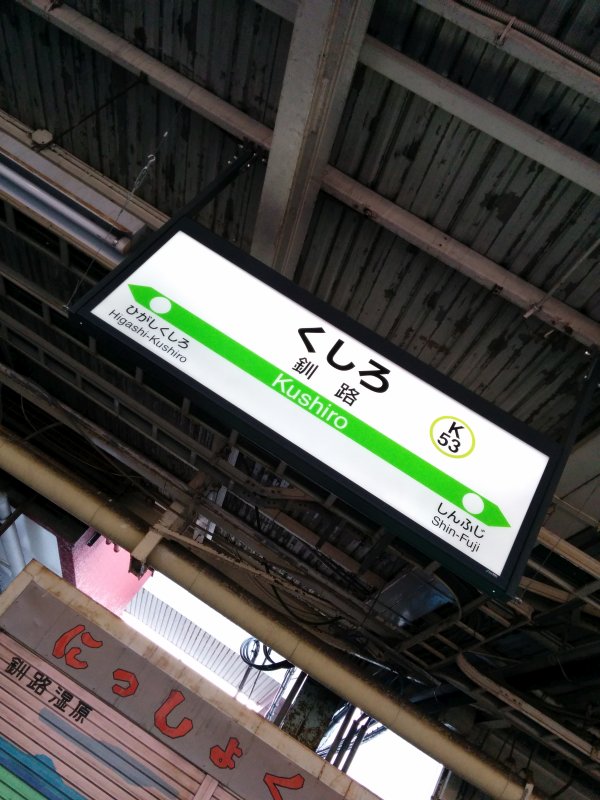 くしろ
釧路
Kushiro
K
53
ひがしくしろ
Higashi-Kushiro
しんふじ
Shin-Fuji
にっしょく
釧路湿原